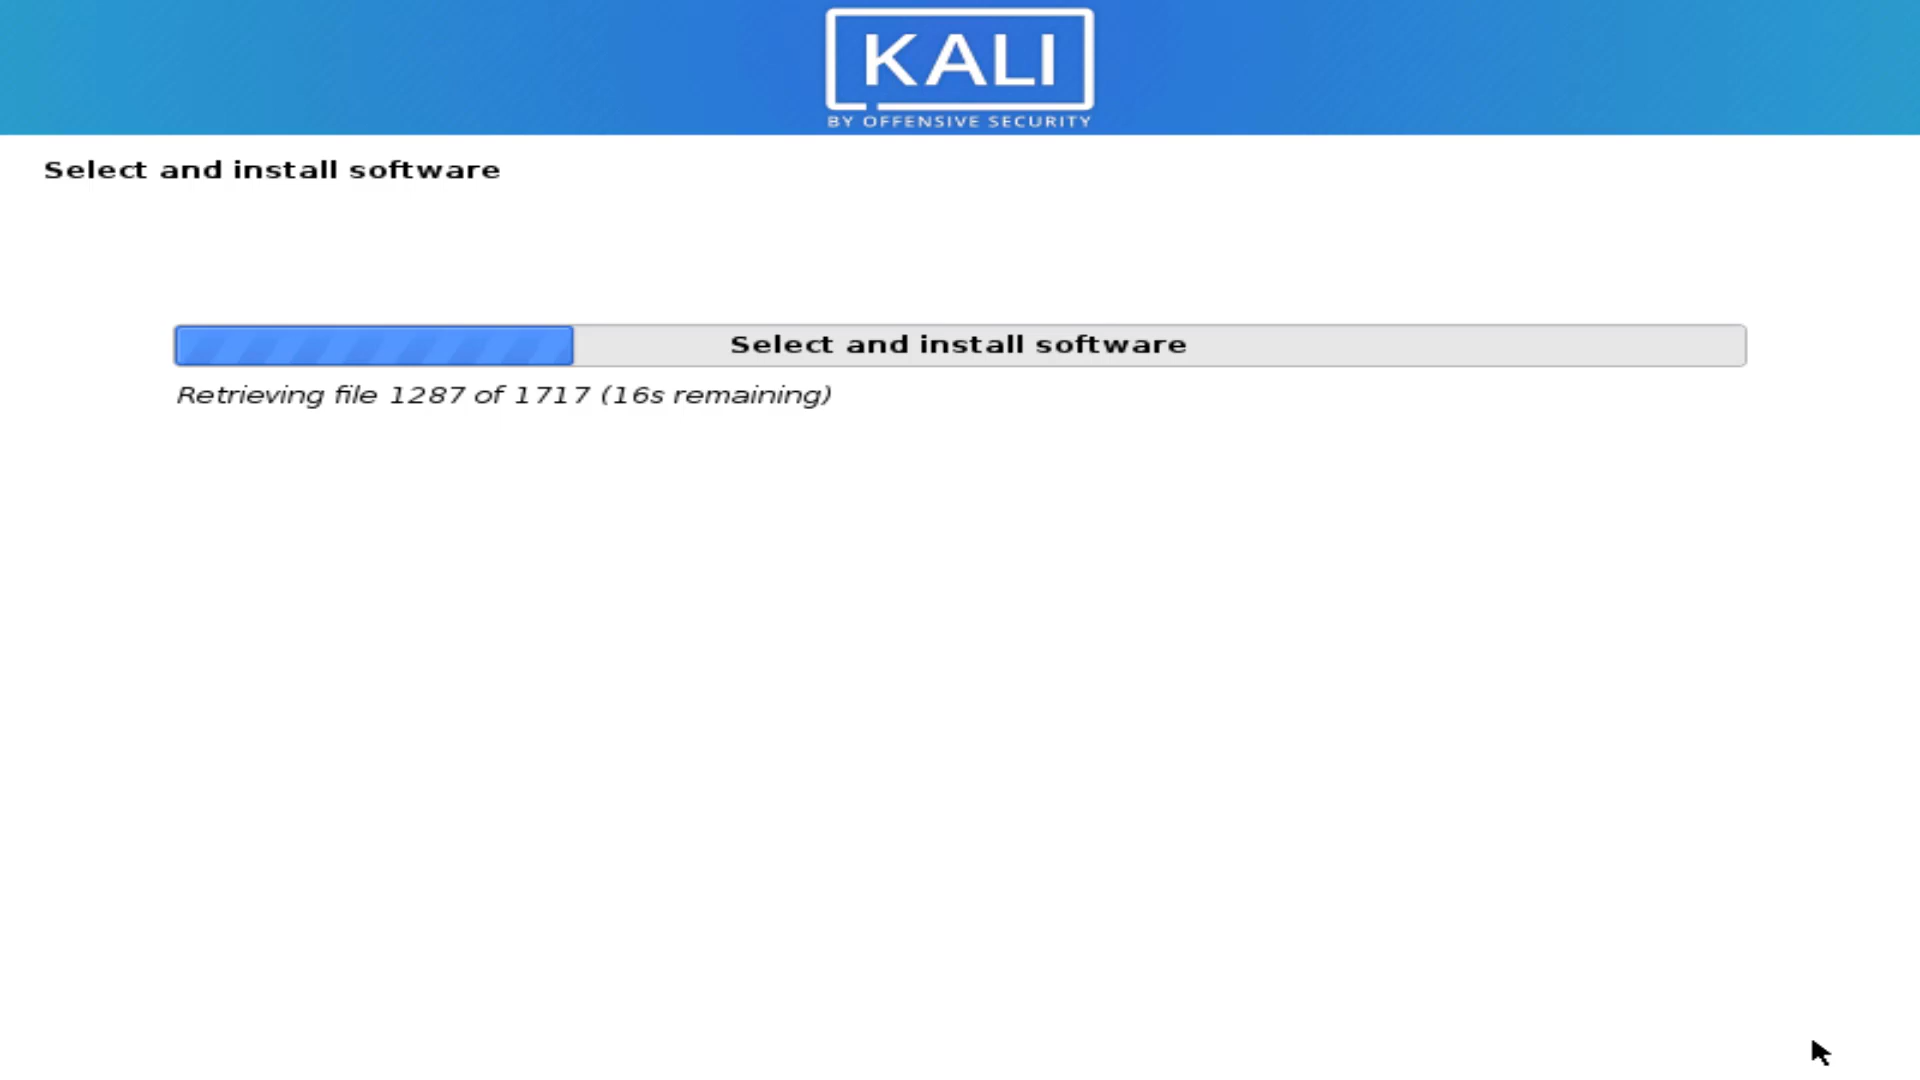 KALI
BY OFFENSIVE SECURITY
Select and install software
Select and install software
Retrieving file 1287 of 1717 (16s remaining)